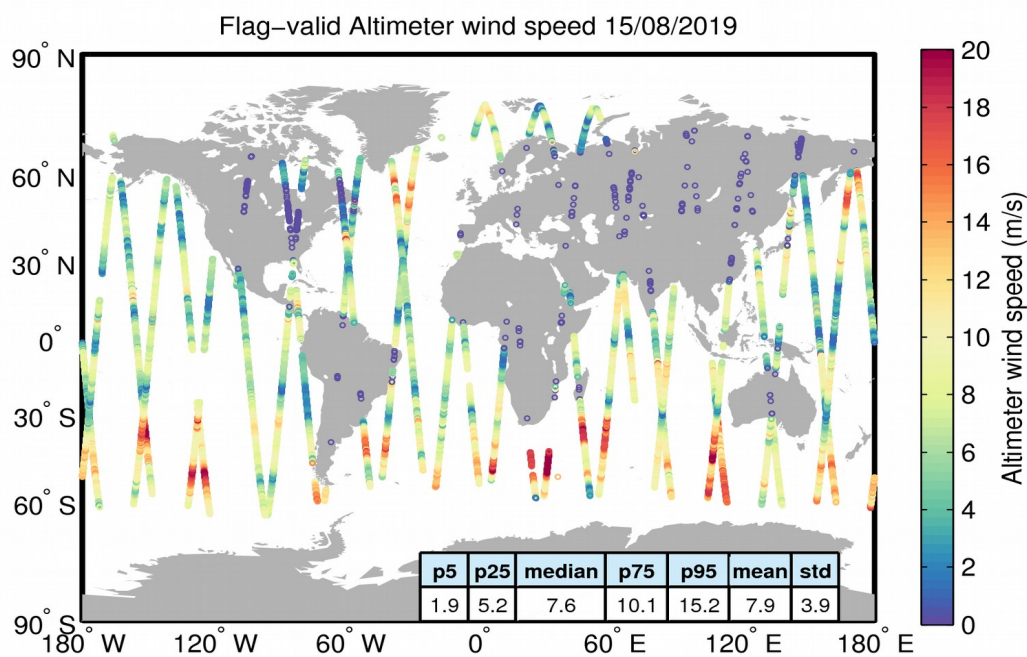 Flag−valid Altimeter wind speed 15/08/2019
90° N
60° N
30° N
0°
30° S
60° S
90° S
180° W
120° W
60° W
0°
60° E
120° E
180° E
p5 p25 median p75 p95 mean std
1.9 5.2 7.6 10.1 15.2 7.9 3.9
20
18
16
14
12
10
8
6
4
2
0
Altimeter wind speed (m/s)